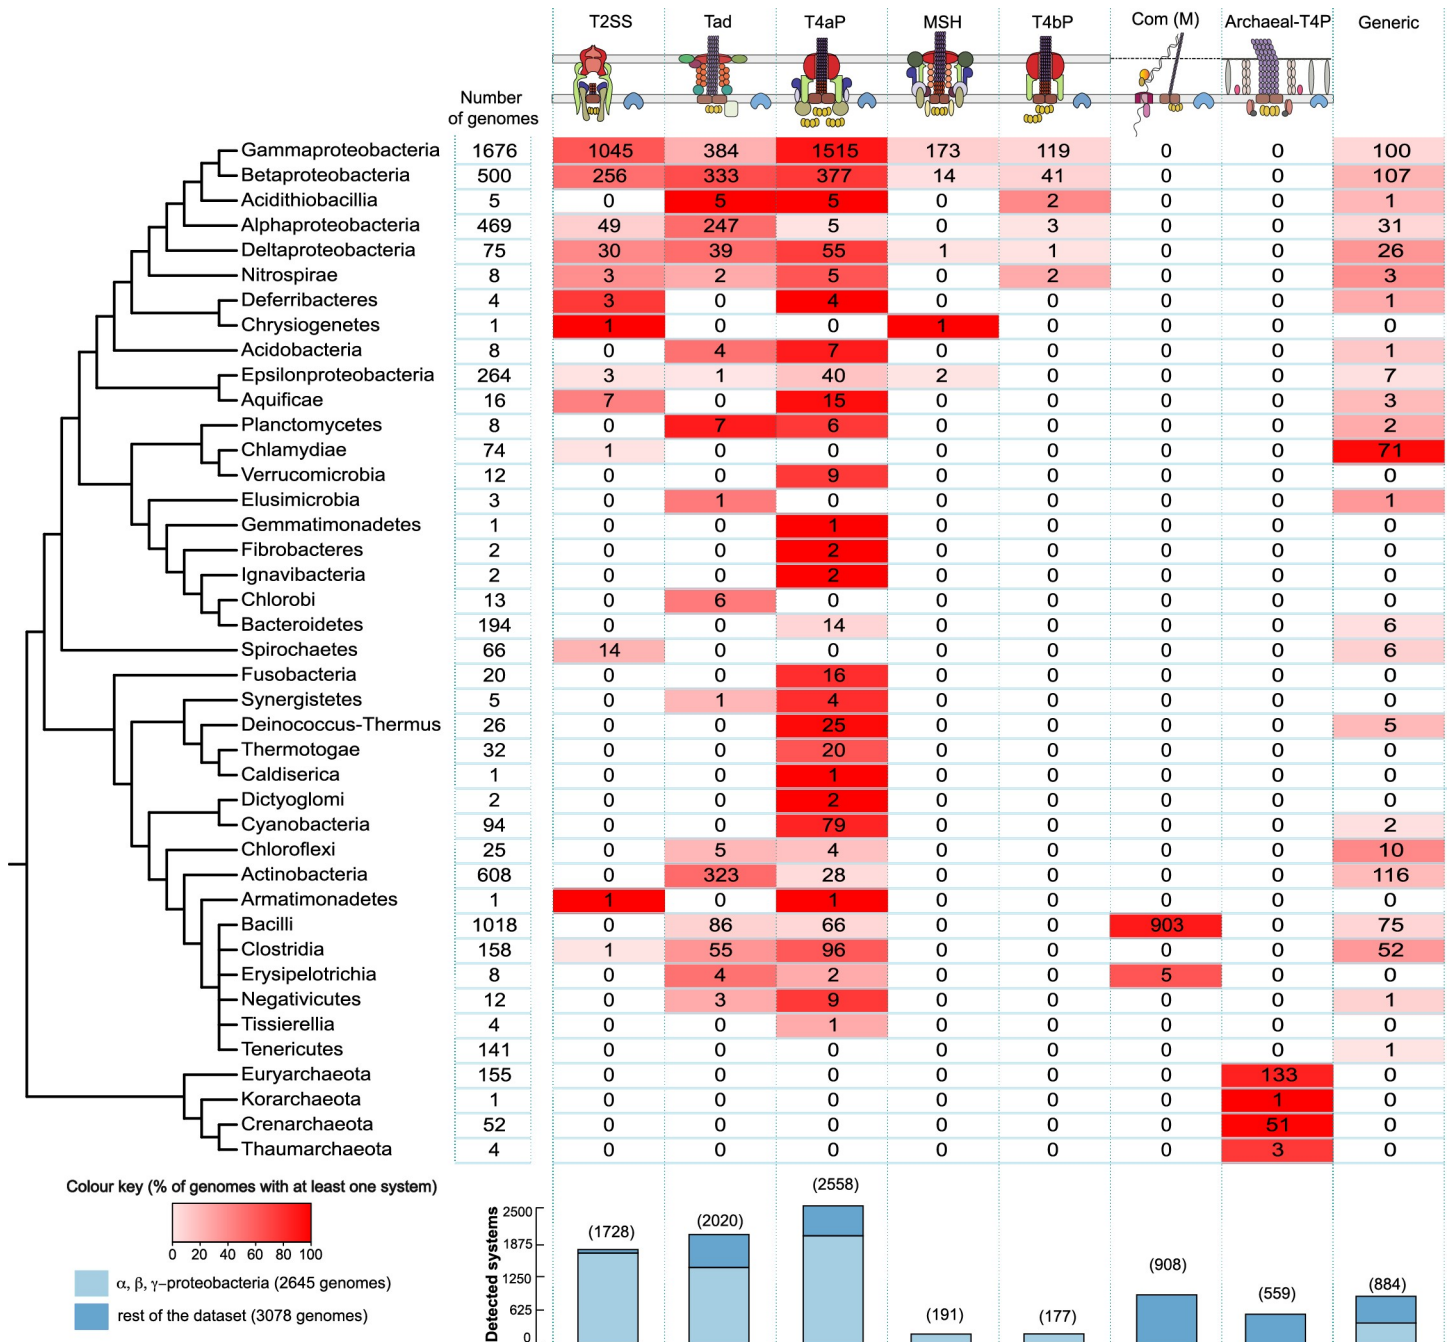 T2SS Tad T4aP MSH T4bP Com (M) Archaeal-T4P Generic
Number
of genomes
Gammaproteobacteria 1676 1045 384 1515 173 119 0 0 100
Betaproteobacteria 500 256 333 377 14 41 0 0 107
Acidithiobacillia 5 0 5 5 0 2 0 0 1
Alphaproteobacteria 469 49 247 5 0 3 0 0 31
Deltaproteobacteria 75 30 39 55 1 1 0 0 26
Nitrospirae 8 3 2 5 0 2 0 0 3
Deferribacteres 4 3 0 4 0 0 0 0 1
Chrysiogenetes 1 1 0 0 1 0 0 0 0
Acidobacteria 8 0 4 7 0 0 0 0 1
Epsilonproteobacteria 264 3 1 40 2 0 0 0 7
Aquificae 16 7 0 15 0 0 0 0 3
Planctomycetes 8 0 7 6 0 0 0 0 2
Chlamydiae 74 1 0 0 0 0 0 0 71
Verrucomicrobia 12 0 0 9 0 0 0 0 0
Elusimicrobia 3 0 1 0 0 0 0 0 1
Gemmatimonadetes 1 0 0 1 0 0 0 0 0
Fibrobacteres 2 0 0 2 0 0 0 0 0
Ignavibacteria 2 0 0 2 0 0 0 0 0
Chlorobi 13 0 6 0 0 0 0 0 0
Bacteroidetes 194 0 0 14 0 0 0 0 6
Spirochaetes 66 14 0 0 0 0 0 0 6
Fusobacteria 20 0 0 16 0 0 0 0 0
Synergistetes 5 0 1 4 0 0 0 0 0
Deinococcus-Thermus 26 0 0 25 0 0 0 0 5
Thermotogae 32 0 0 20 0 0 0 0 0
Caldiserica 1 0 0 1 0 0 0 0 0
Dictyoglomi 2 0 0 2 0 0 0 0 0
Cyanobacteria 94 0 0 79 0 0 0 0 2
Chloroflexi 25 0 5 4 0 0 0 0 10
Actinobacteria 608 0 323 28 0 0 0 0 116
Armatimonadetes 1 1 0 1 0 0 0 0 0
Bacilli 1018 0 86 66 0 0 903 0 75
Clostridia 158 1 55 96 0 0 0 0 52
Erysipelotrichia 8 0 4 2 0 0 5 0 0
Negativicutes 12 0 3 9 0 0 0 0 1
Tissierellia 4 0 0 1 0 0 0 0 0
Tenericutes 141 0 0 0 0 0 0 0 1
Euryarchaeota 155 0 0 0 0 0 0 133 0
Korarchaeota 1 0 0 0 0 0 0 1 0
Crenarchaeota 52 0 0 0 0 0 0 51 0
Thaumarchaeota 4 0 0 0 0 0 0 3 0
Colour key (% of genomes with at least one system)
0 20 40 60 80 100
α, β, γ–proteobacteria (2645 genomes)
rest of the dataset (3078 genomes)
Detected systems
2500
1875
1250
625
0
(1728) (2020) (2558) (191) (177) (908) (559) (884)